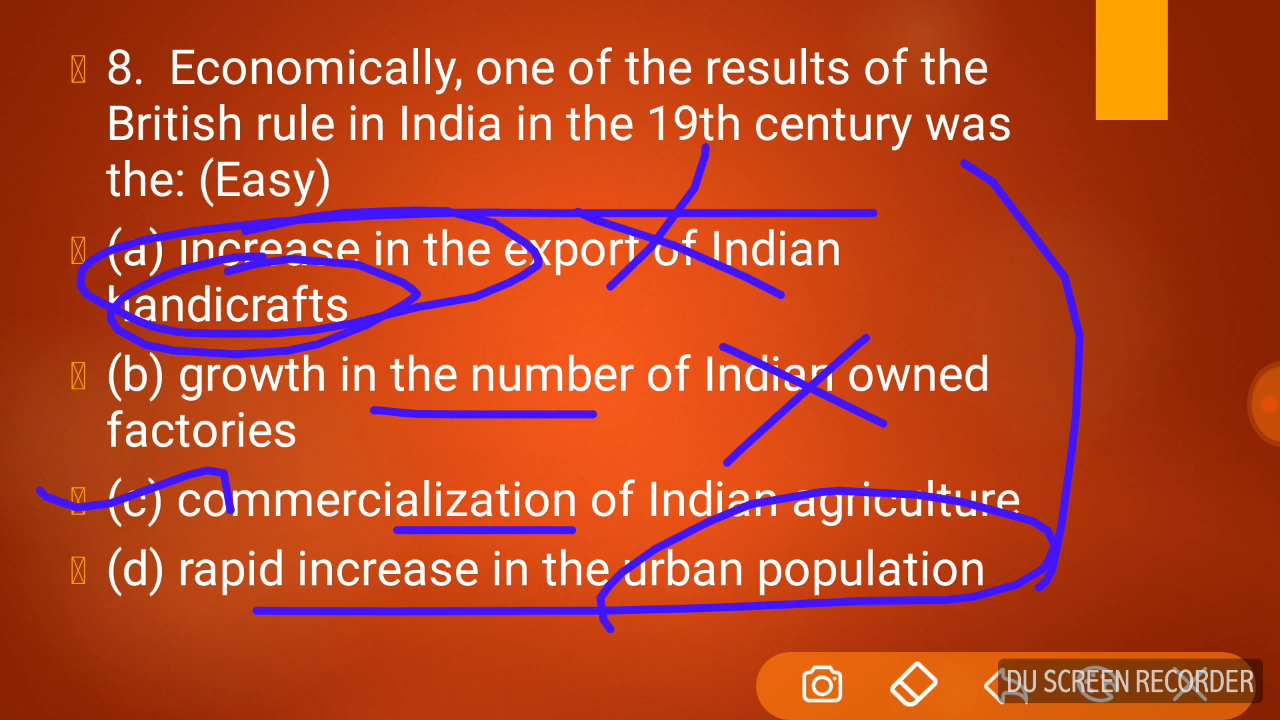 8. Economically, one of the results of the
British rule in India in the 19th century was
the: (Easy)
(a) increase in the export of Indian
handicrafts
(b) growth in the number of Indian owned
factories
(c) commercialization of Indian agriculture
(d) rapid increase in the urban population
DU SCREEN RECORDER